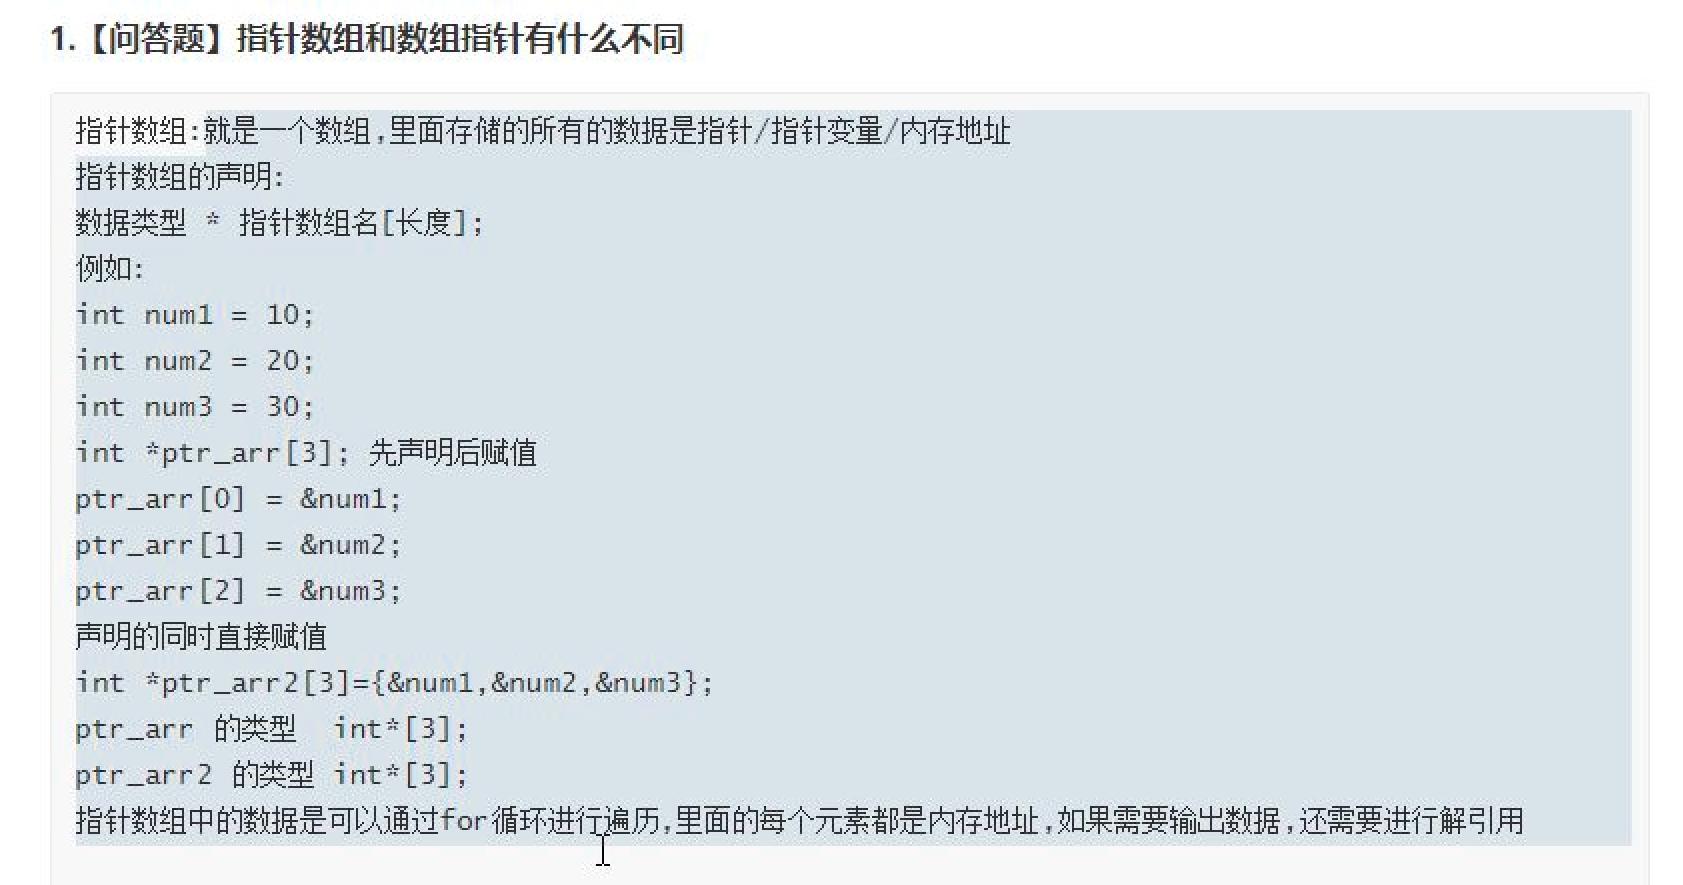 1.【问答题】指针数组和数组指针有什么不同
指针数组:就是一个数组,里面存储的所有的数据是指针/指针变量/内存地址
指针数组的声明:
数据类型 * 指针数组名[长度];
例如:
int num1 = 10;
int num2 = 20;
int num3 = 30;
int *ptr_arr[3]; 先声明后赋值
ptr_arr[0] = &num1;
ptr_arr[1] = &num2;
ptr_arr[2] = &num3;
声明的同时直接赋值
int *ptr_arr2[3]={&num1,&num2,&num3};
ptr_arr 的类型  int*[3];
ptr_arr2 的类型 int*[3];
指针数组中的数据是可以通过for循环进行遍历,里面的每个元素都是内存地址,如果需要输出数据,还需要进行解引用